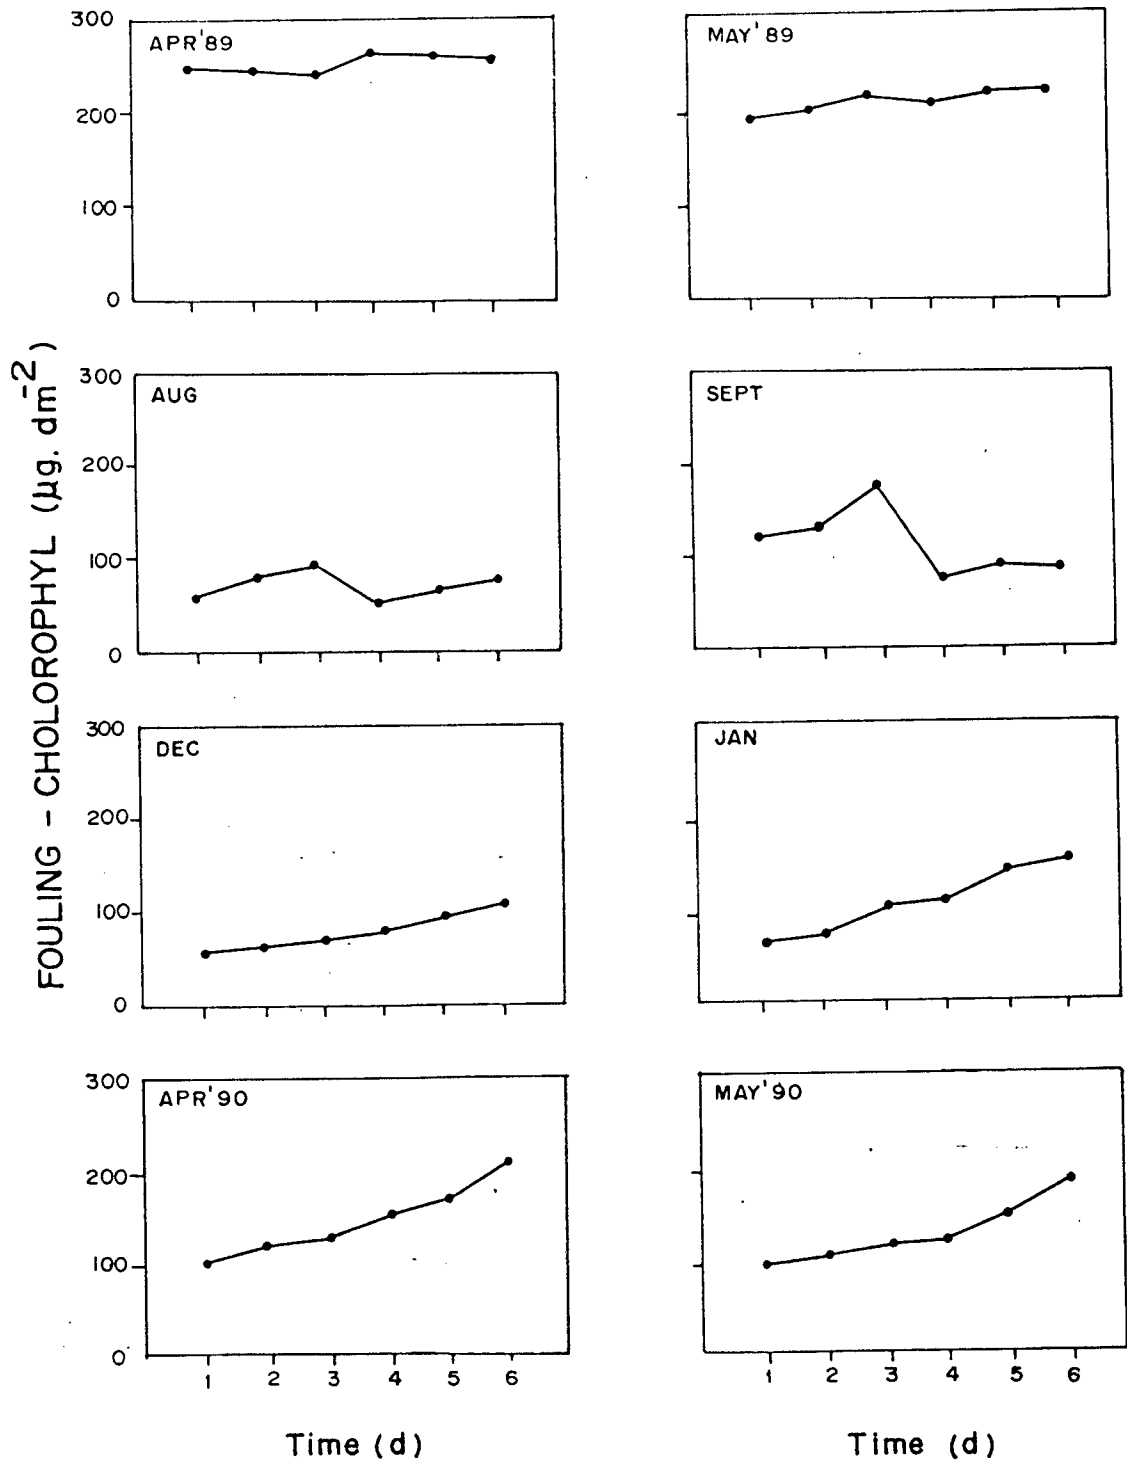 FOULING - CHOLOROPHYL (µg. dm⁻²)
300
200
100
0
APR'89
MAY'89
300
200
100
0
AUG
SEPT
300
200
100
0
DEC
JAN
300
200
100
0
APR'90
MAY'90
1 2 3 4 5 6
1 2 3 4 5 6
Time (d)
Time (d)